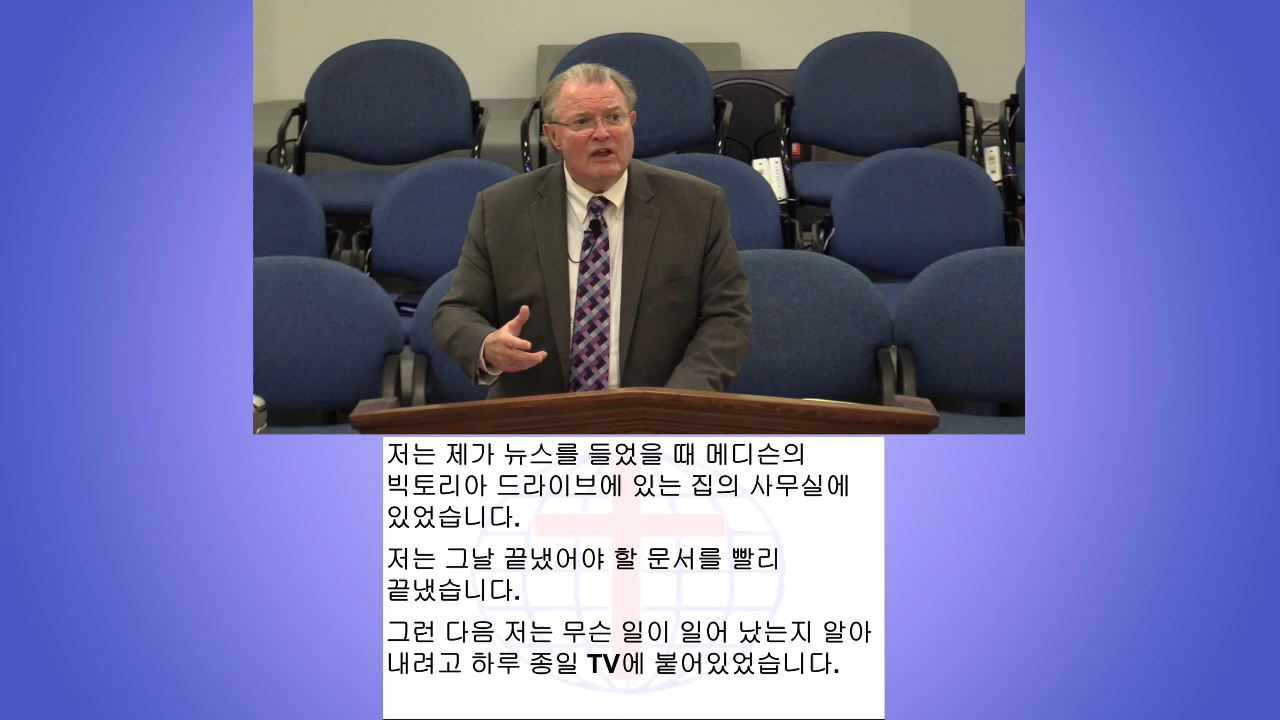 저는 제가 뉴스를 들었을 때 메디슨의
빅토리아 드라이브에 있는 집의 사무실에
있었습니다.
저는 그날 끝냈어야 할 문서를 빨리
끝냈습니다.
그런 다음 저는 무슨 일이 일어 났는지 알아
내려고 하루 종일 TV에 붙어있었습니다.